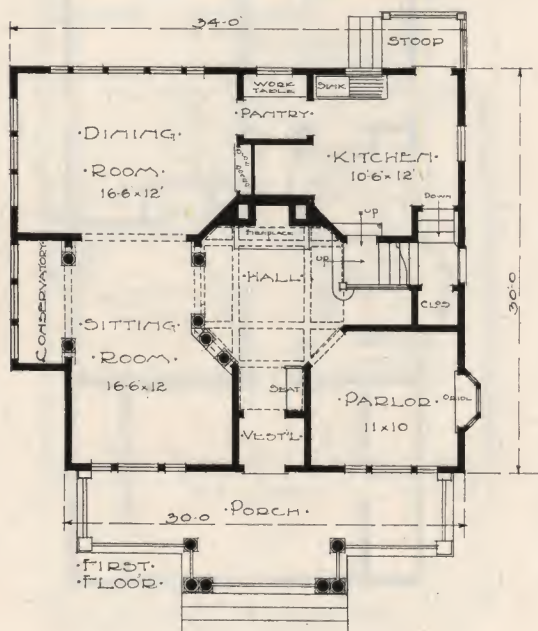 34-0'
STOOP
WORK
TABLE
SINK
·PANTRY·
·DINING·
·ROOM·
16-6×12'
·KITCHEN·
10'6"×12'
DOWN
UP
FIREPLACE
UP
·HALL·
CONSERVATORY
CLOS
30'-0
·SITTING·
·ROOM·
16-6×12
SEAT
·PARLOR·
11×10
ORIEL
·VEST'L·
·PORCH·
30-0
·FIRST·
·FLOOR·